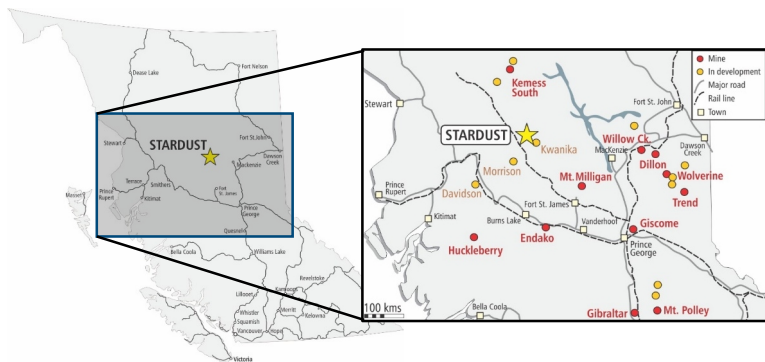 Fort Nelson
Dease Lake
Stewart
Fort St.John
STARDUST
Dawson
Creek
Mackenzie
Terrace
Smithers
Fort
St. James
Prince
Rupert
Kitimat
Masset
Prince
George
Quesnel
Williams Lake
Bella Coola
Revelstoke
Lillooet
Kamloops
Whistler
Merritt
Kelowna
Squamish
Vancouver
Hope
Victoria
Mine
In development
Major road
Rail line
Town
Kemess
South
Stewart
Fort St. John
STARDUST
Kwanika
Willow Ck.
Dawson
Creek
MacKenzie
Dillon
Morrison
Wolverine
Mt. Milligan
Davidson
Trend
Prince
Rupert
Fort St. James
Kitimat
Burns Lake
Vanderhoof
Giscome
Endako
Huckleberry
Prince
George
100 kms
Bella Coola
Gibraltar
Mt. Polley